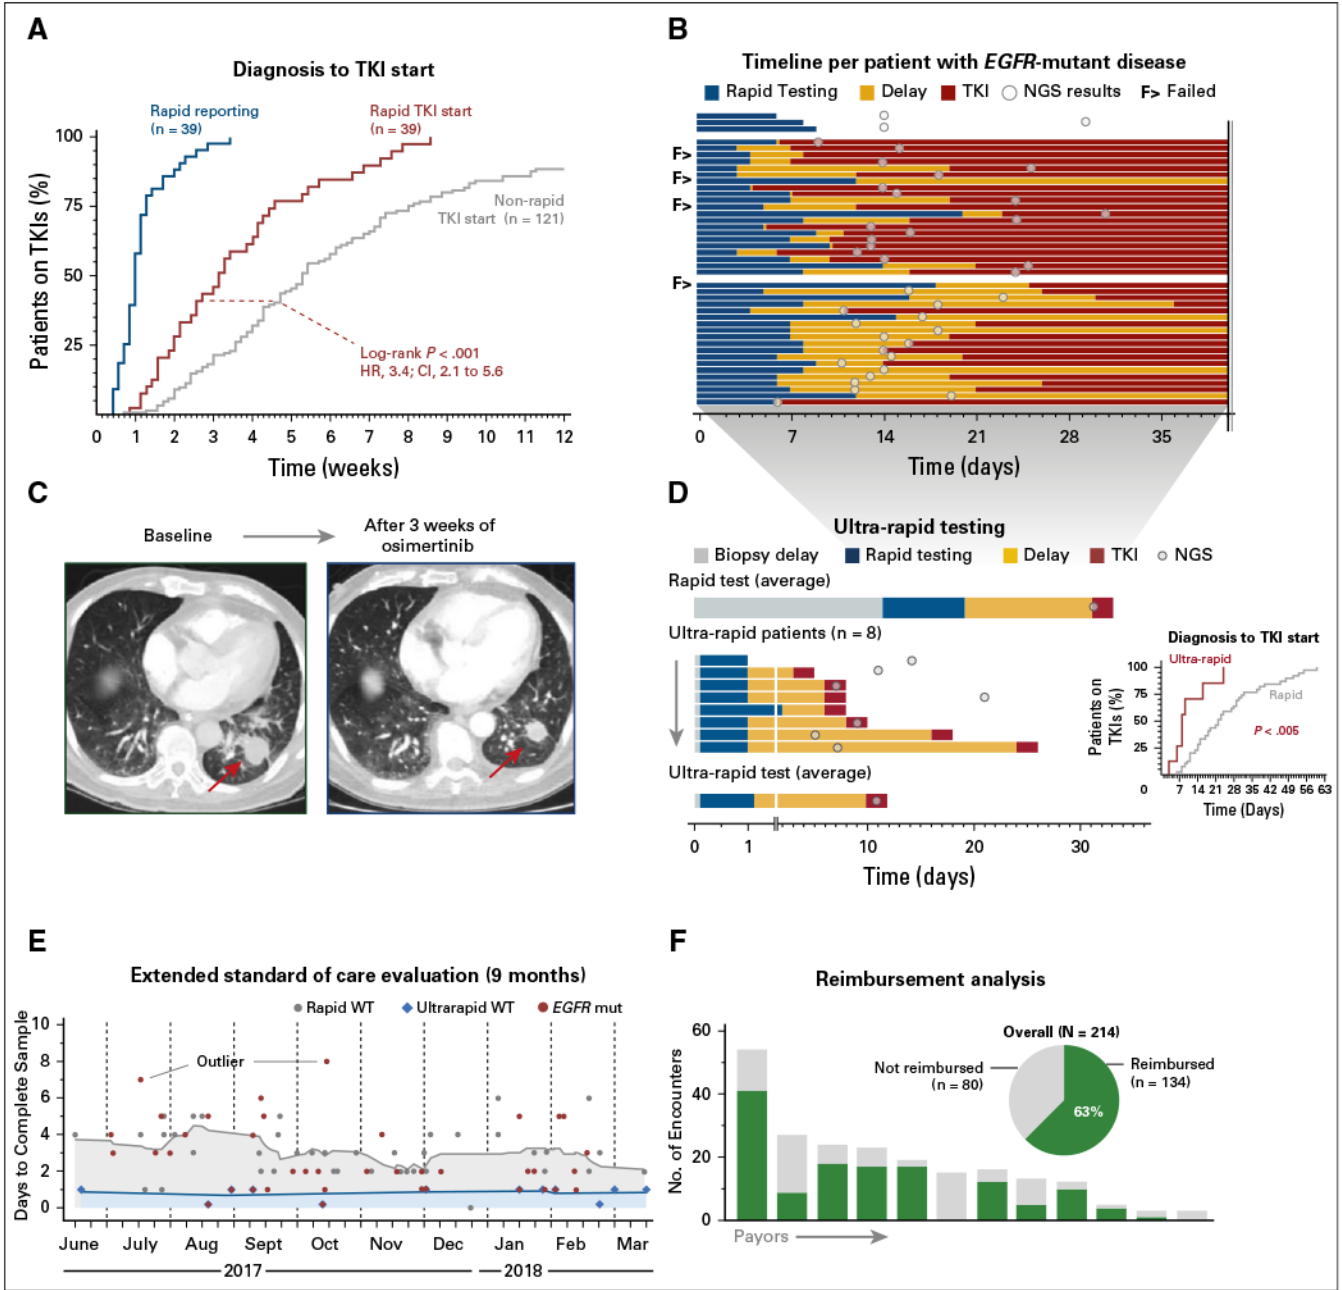 A
Diagnosis to TKI start
Rapid reporting
(n = 39)
Rapid TKI start
(n = 39)
Non-rapid
TKI start (n = 121)
Log-rank P < .001
HR, 3.4; CI, 2.1 to 5.6
Patients on TKIs (%)
100
75
50
25
0 1 2 3 4 5 6 7 8 9 10 11 12
Time (weeks)
B
Timeline per patient with EGFR-mutant disease
Rapid Testing Delay TKI NGS results F> Failed
F>
F>
F>
F>
0 7 14 21 28 35
Time (days)
C
Baseline
After 3 weeks of
osimertinib
D
Ultra-rapid testing
Biopsy delay Rapid testing Delay TKI NGS
Rapid test (average)
Ultra-rapid patients (n = 8)
Ultra-rapid test (average)
0 1 10 20 30
Time (days)
Diagnosis to TKI start
Ultra-rapid
Rapid
P < .005
Patients on
TKIs (%)
100
75
50
25
0
7 14 21 28 35 42 49 56 63
Time (Days)
E
Extended standard of care evaluation (9 months)
Rapid WT Ultrarapid WT EGFR mut
Outlier
Days to Complete Sample
10
8
6
4
2
0
June July Aug Sept Oct Nov Dec Jan Feb Mar
2017 2018
F
Reimbursement analysis
Overall (N = 214)
Not reimbursed
(n = 80)
Reimbursed
(n = 134)
63%
No. of Encounters
60
40
20
0
Payors